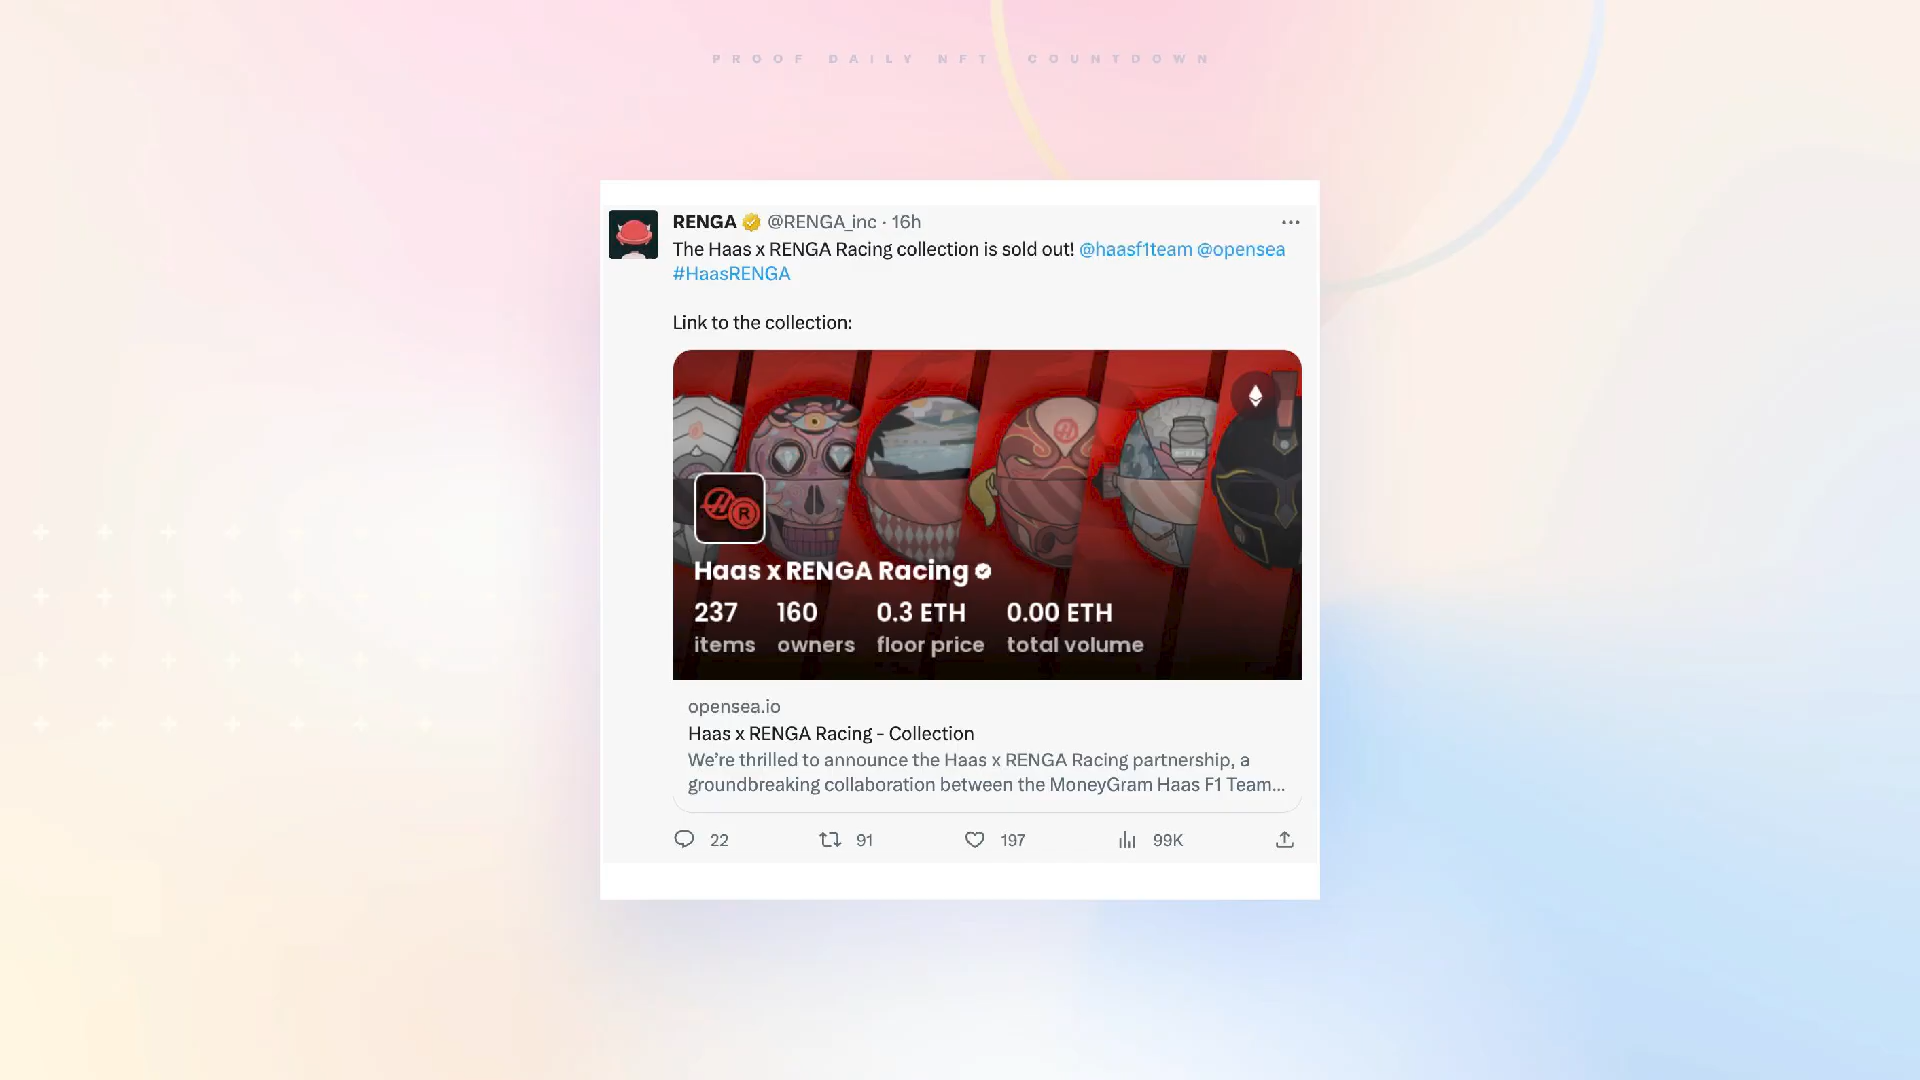 PROOF DAILY NFT COUNTDOWN
RENGA @RENGA_inc · 16h
The Haas x RENGA Racing collection is sold out! @haasf1team @opensea
#HaasRENGA
Link to the collection:
Haas x RENGA Racing
237 160 0.3 ETH 0.00 ETH
items owners floor price total volume
opensea.io
Haas x RENGA Racing - Collection
We're thrilled to announce the Haas x RENGA Racing partnership, a
groundbreaking collaboration between the MoneyGram Haas F1 Team...
22 91 197 99K